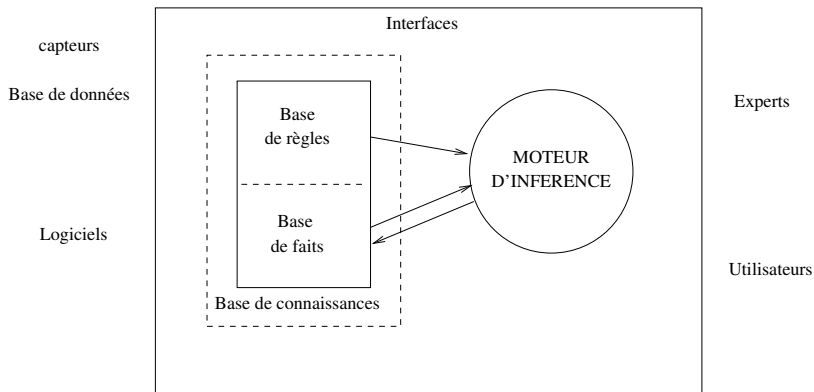 Interfaces
capteurs
Base de données
Base
de règles
Experts
MOTEUR
D'INFERENCE
Base
de faits
Logiciels
Utilisateurs
Base de connaissances